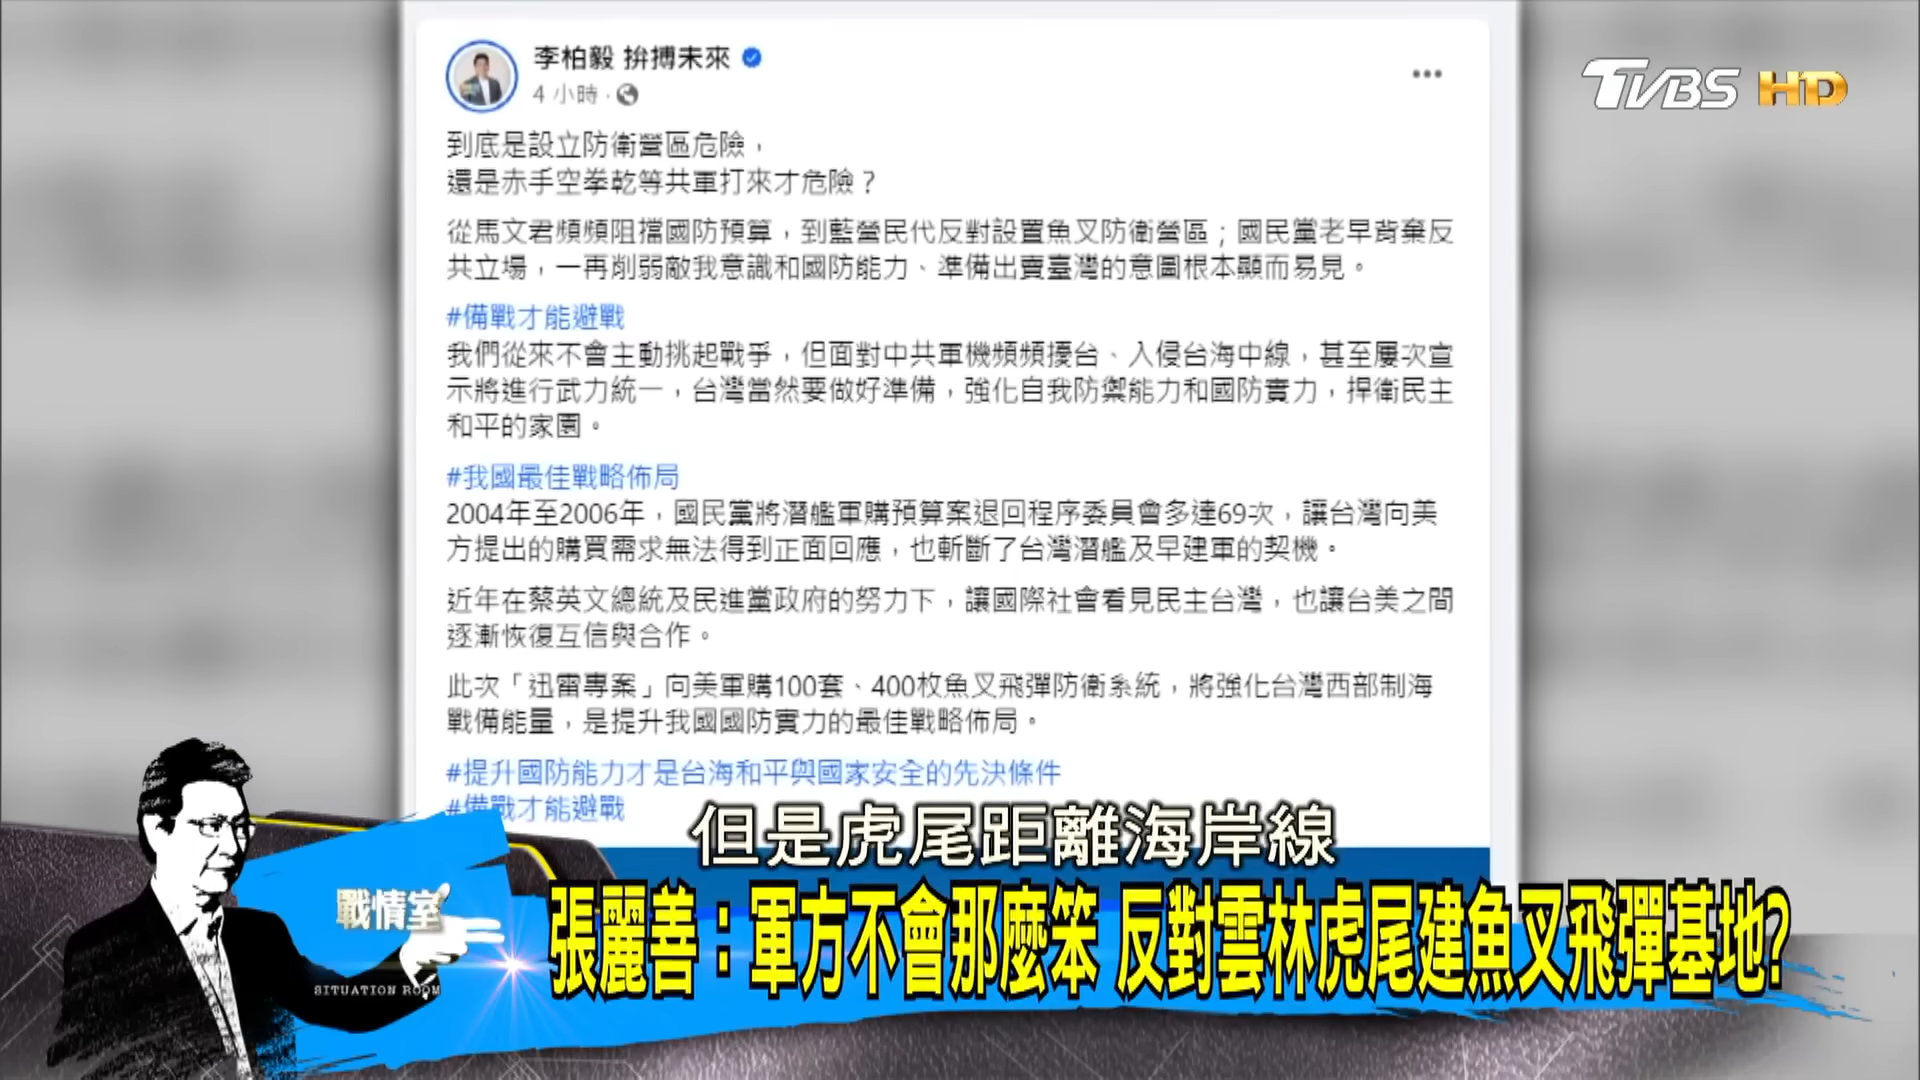 李柏毅 拚搏未來
4 小時
TVBS HD
到底是設立防衛營區危險，
還是赤手空拳乾等共軍打來才危險？
從馬文君頻頻阻擋國防預算，到藍營民代反對設置魚叉防衛營區；國民黨老早背棄反
共立場，一再削弱敵我意識和國防能力、準備出賣臺灣的意圖根本顯而易見。
#備戰才能避戰
我們從來不會主動挑起戰爭，但面對中共軍機頻頻擾台、入侵台海中線，甚至屢次宣
示將進行武力統一，台灣當然要做好準備，強化自我防禦能力和國防實力，捍衛民主
和平的家園。
#我國最佳戰略佈局
2004年至2006年，國民黨將潛艦軍購預算案退回程序委員會多達69次，讓台灣向美
方提出的購買需求無法得到正面回應，也斬斷了台灣潛艦及早建軍的契機。
近年在蔡英文總統及民進黨政府的努力下，讓國際社會看見民主台灣，也讓台美之間
逐漸恢復互信與合作。
此次「迅雷專案」向美軍購100套、400枚魚叉飛彈防衛系統，將強化台灣西部制海
戰備能量，是提升我國國防實力的最佳戰略佈局。
#提升國防能力才是台海和平與國家安全的先決條件
#備戰才能避戰
但是虎尾距離海岸線
戰情室
SITUATION ROOM
張麗善：軍方不會那麼笨 反對雲林虎尾建魚叉飛彈基地?